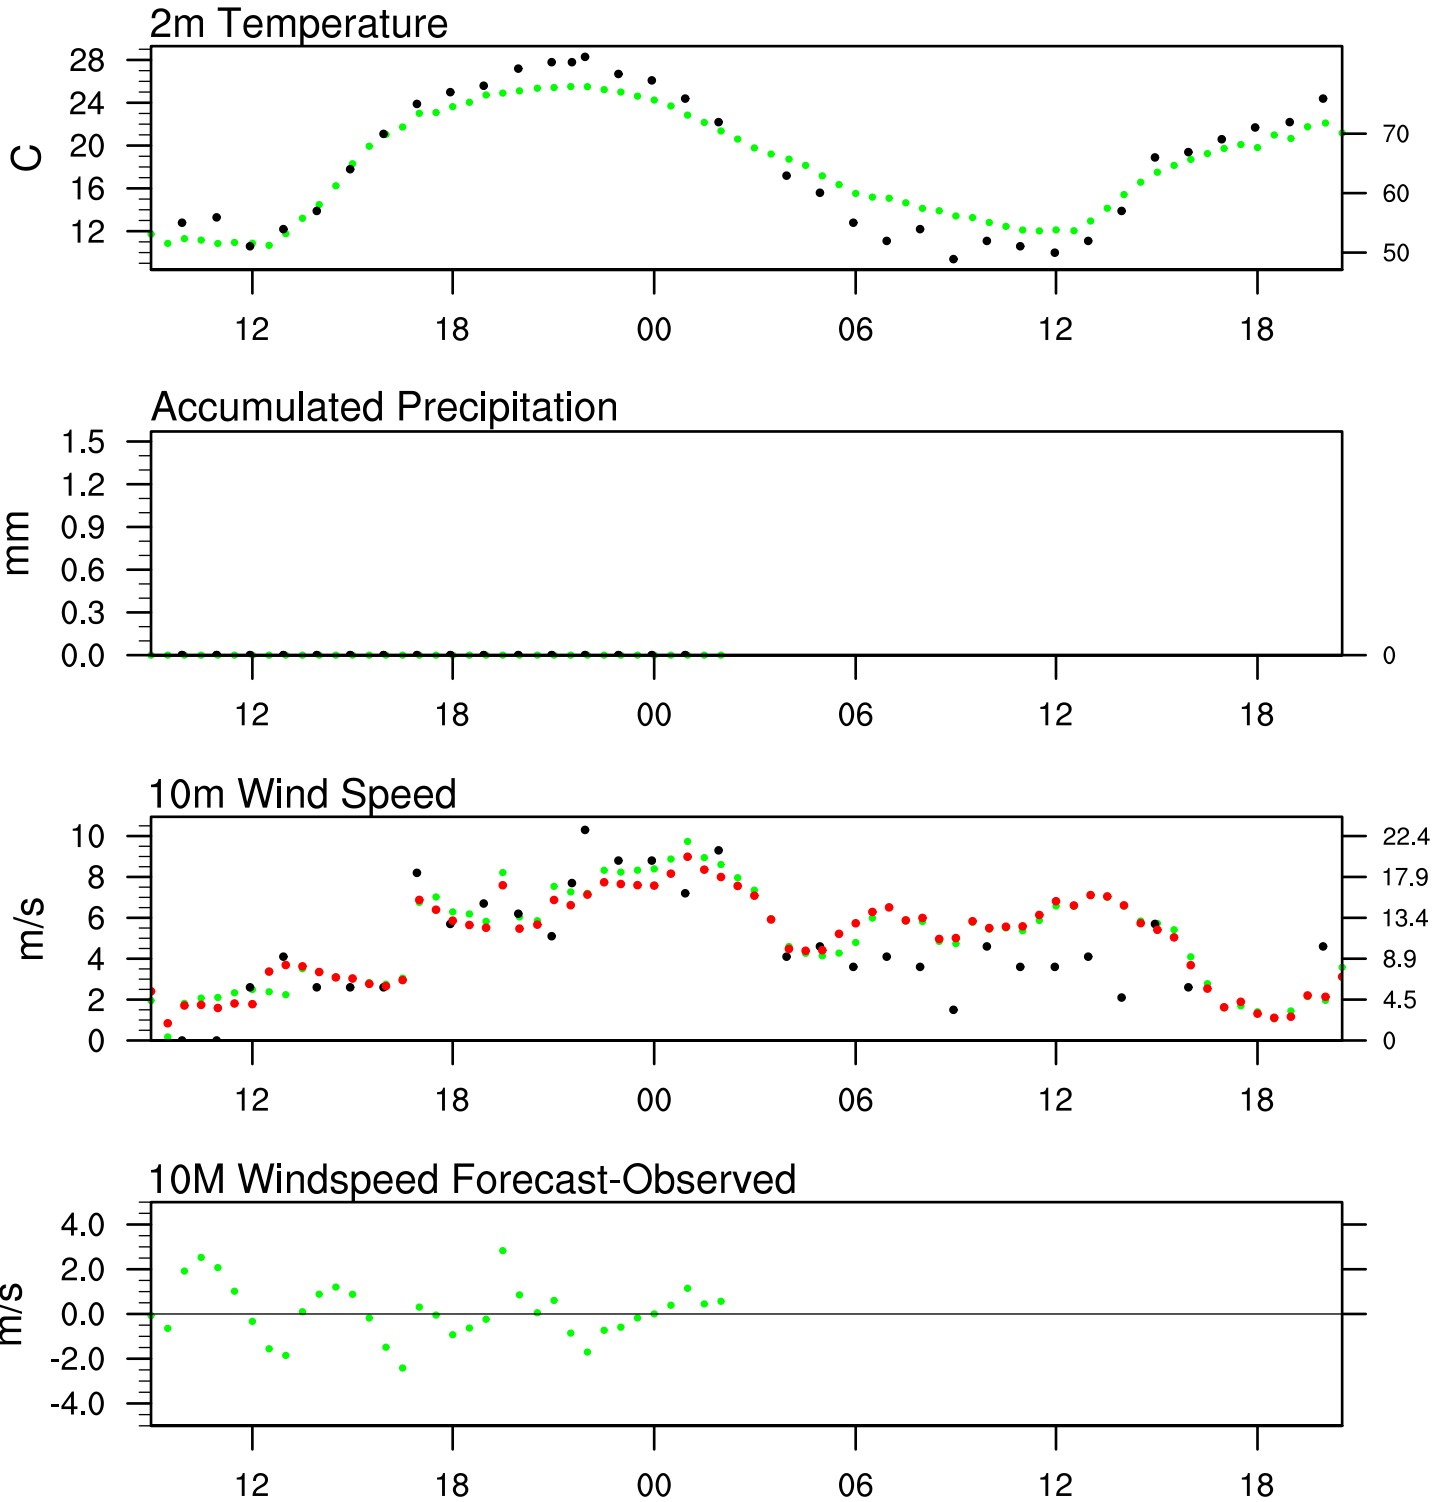 2m Temperature
28
24
20
16
12
C
70
60
50
12 18 00 06 12 18
Accumulated Precipitation
1.5
1.2
0.9
0.6
0.3
0.0
mm
0
12 18 00 06 12 18
10m Wind Speed
10
8
6
4
2
0
m/s
22.4
17.9
13.4
8.9
4.5
0
12 18 00 06 12 18
10M Windspeed Forecast-Observed
4.0
2.0
0.0
-2.0
-4.0
m/s
12 18 00 06 12 18